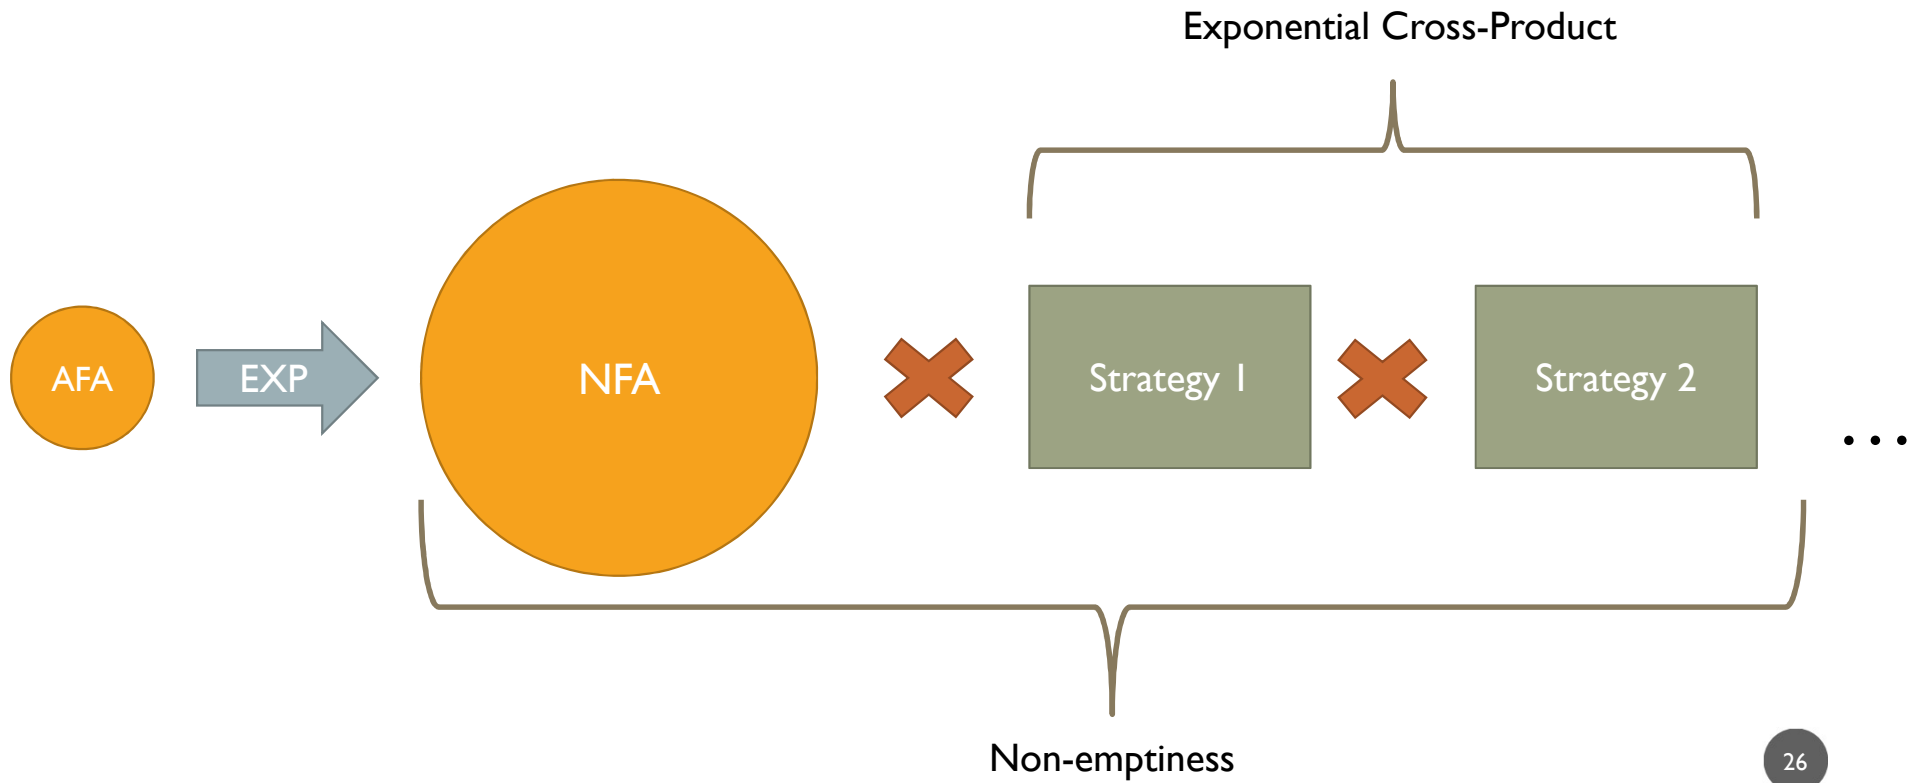 Exponential Cross-Product
AFA
EXP
NFA
Strategy 1
Strategy 2
...
Non-emptiness
26